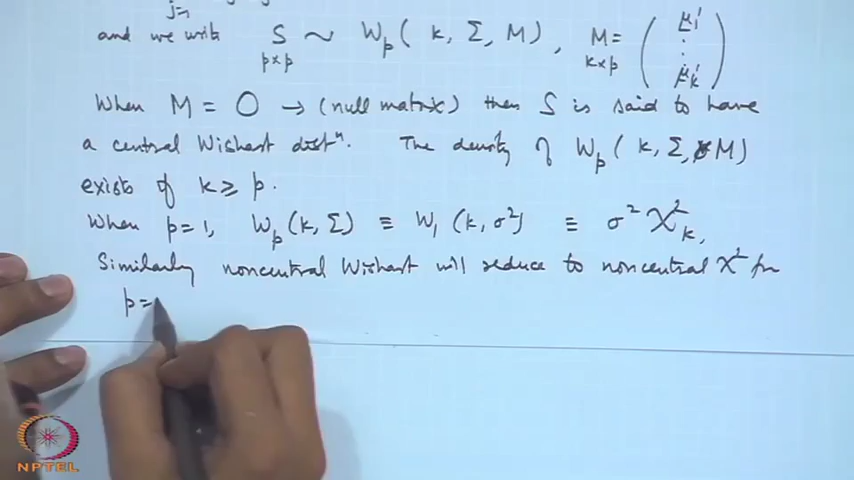 j=1
and we write S ~ W_p ( k, Σ, M ) , M = ( μ_1'
p×p k×p ⋮
μ_k' )
When M = O → (null matrix) then S is said to have
a central Wishart distⁿ. The density of W_p ( k, Σ, M)
exists if k ≥ p.
When p=1, W_p (k, Σ) ≡ W_1 (k, σ²) ≡ σ² χ²_k.
Similarly noncentral Wishart will reduce to noncentral χ² for
p=
NPTEL